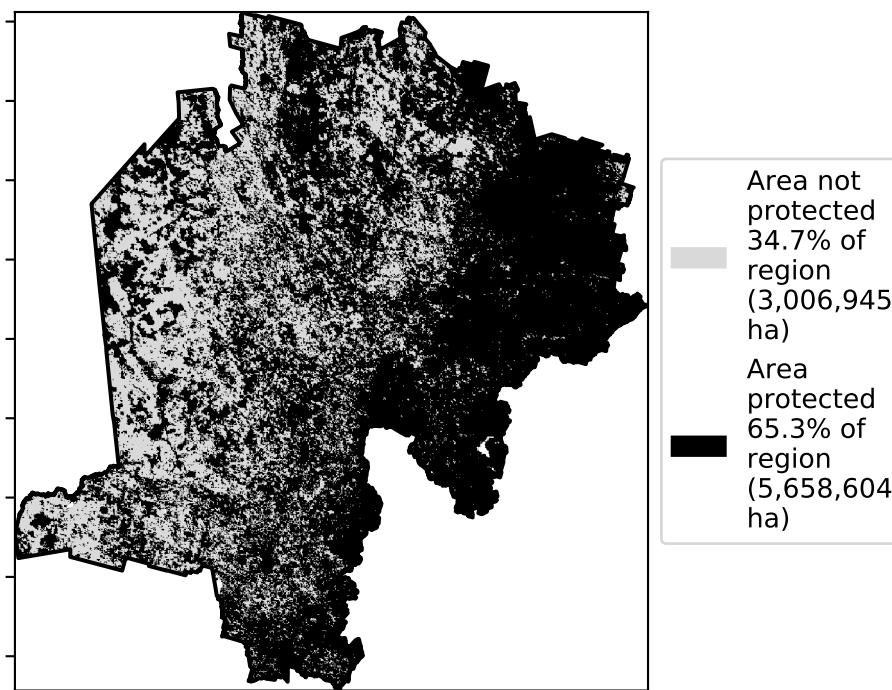 Area not
protected
34.7% of
region
(3,006,945
ha)
Area
protected
65.3% of
region
(5,658,604
ha)